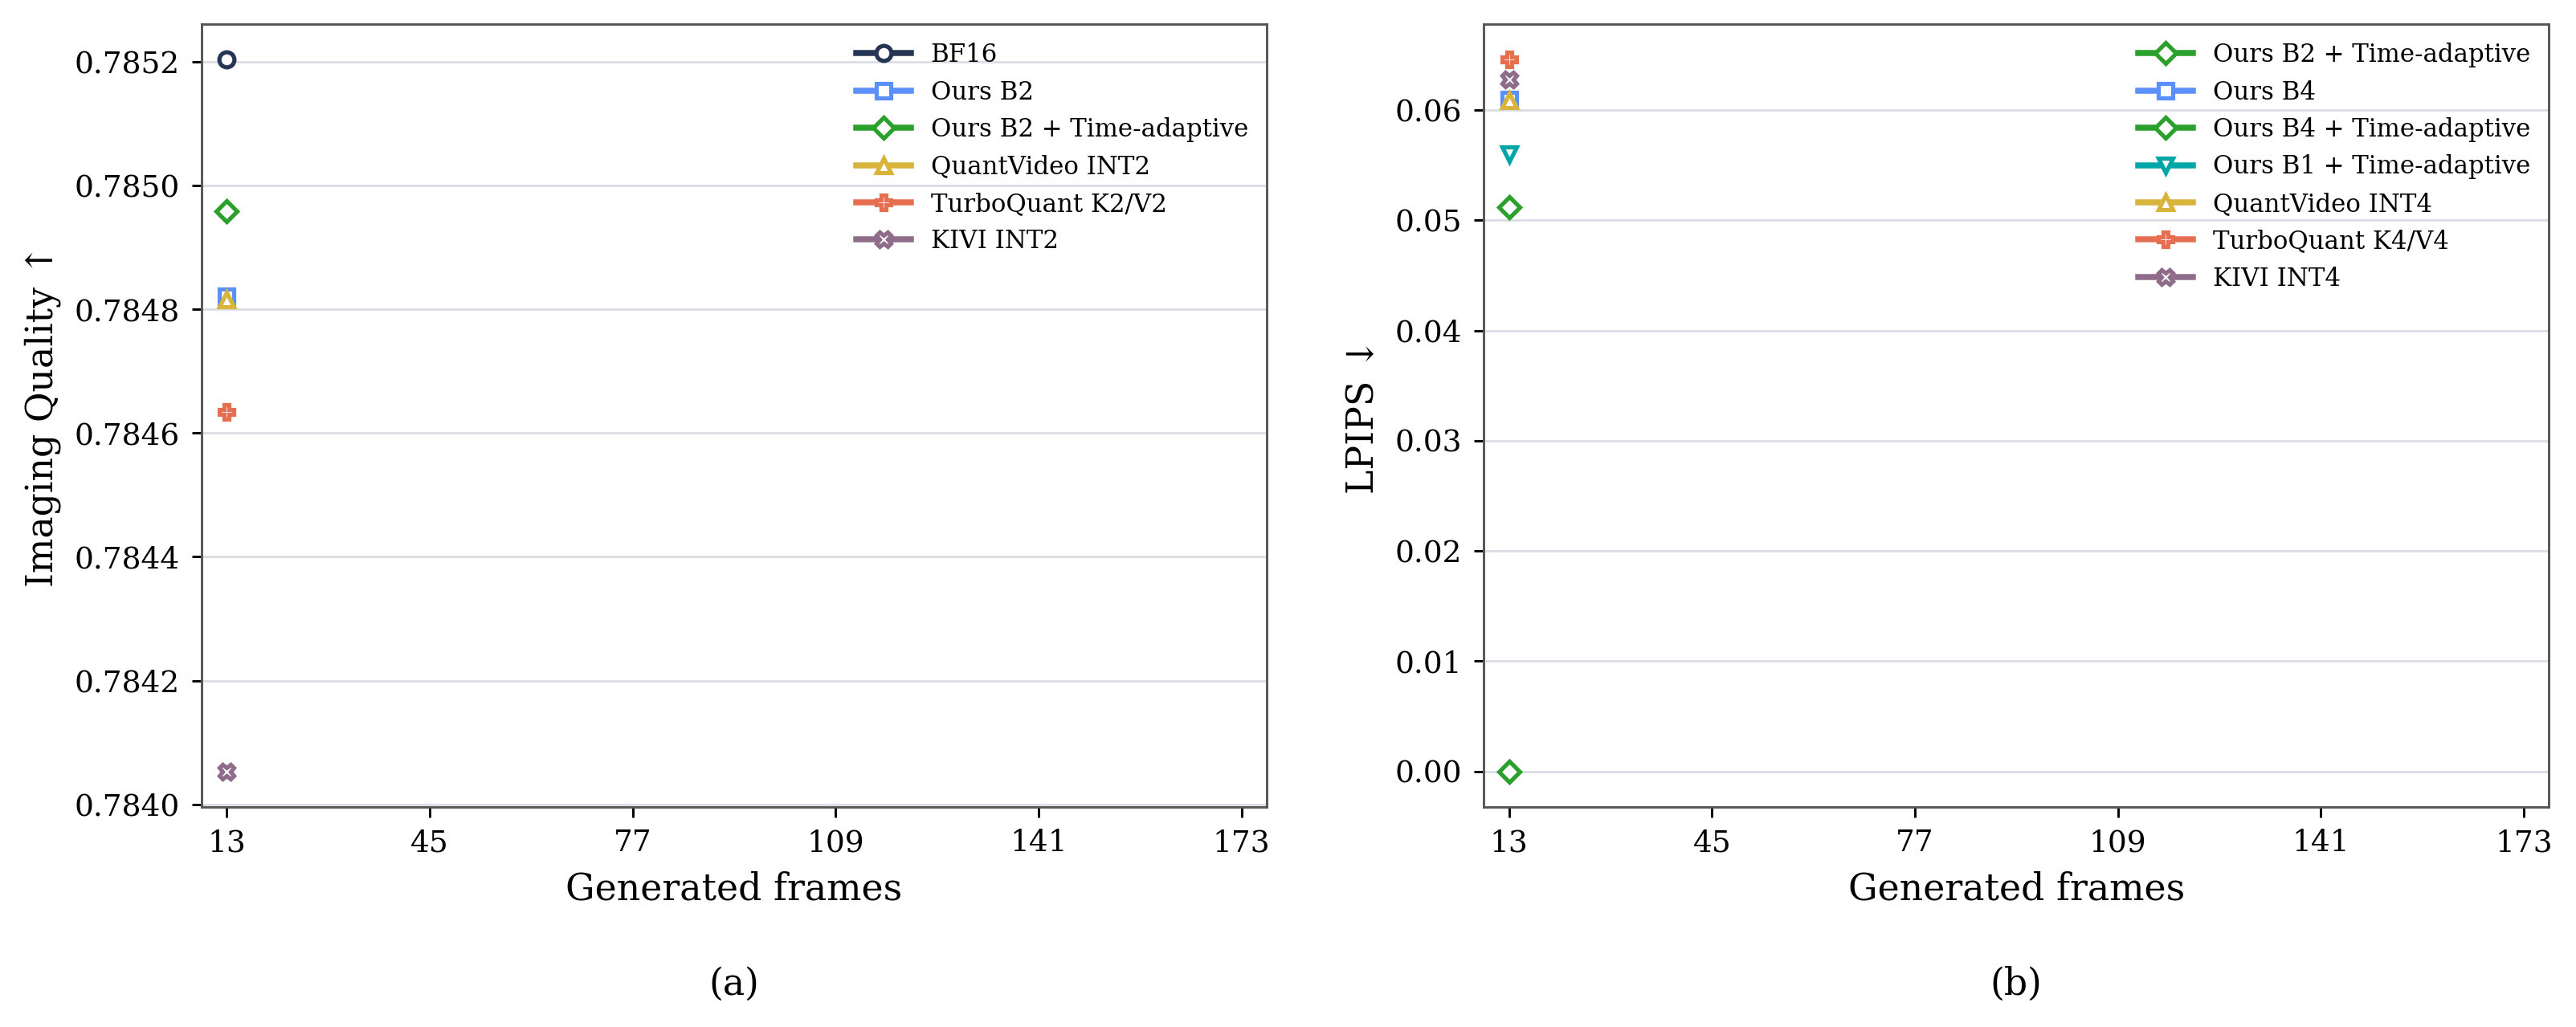 0.7852
0.7850
0.7848
0.7846
0.7844
0.7842
0.7840
Imaging Quality ↑
BF16
Ours B2
Ours B2 + Time-adaptive
QuantVideo INT2
TurboQuant K2/V2
KIVI INT2
13 45 77 109 141 173
Generated frames
(a)
0.06
0.05
0.04
0.03
0.02
0.01
0.00
LPIPS ↓
Ours B2 + Time-adaptive
Ours B4
Ours B4 + Time-adaptive
Ours B1 + Time-adaptive
QuantVideo INT4
TurboQuant K4/V4
KIVI INT4
13 45 77 109 141 173
Generated frames
(b)